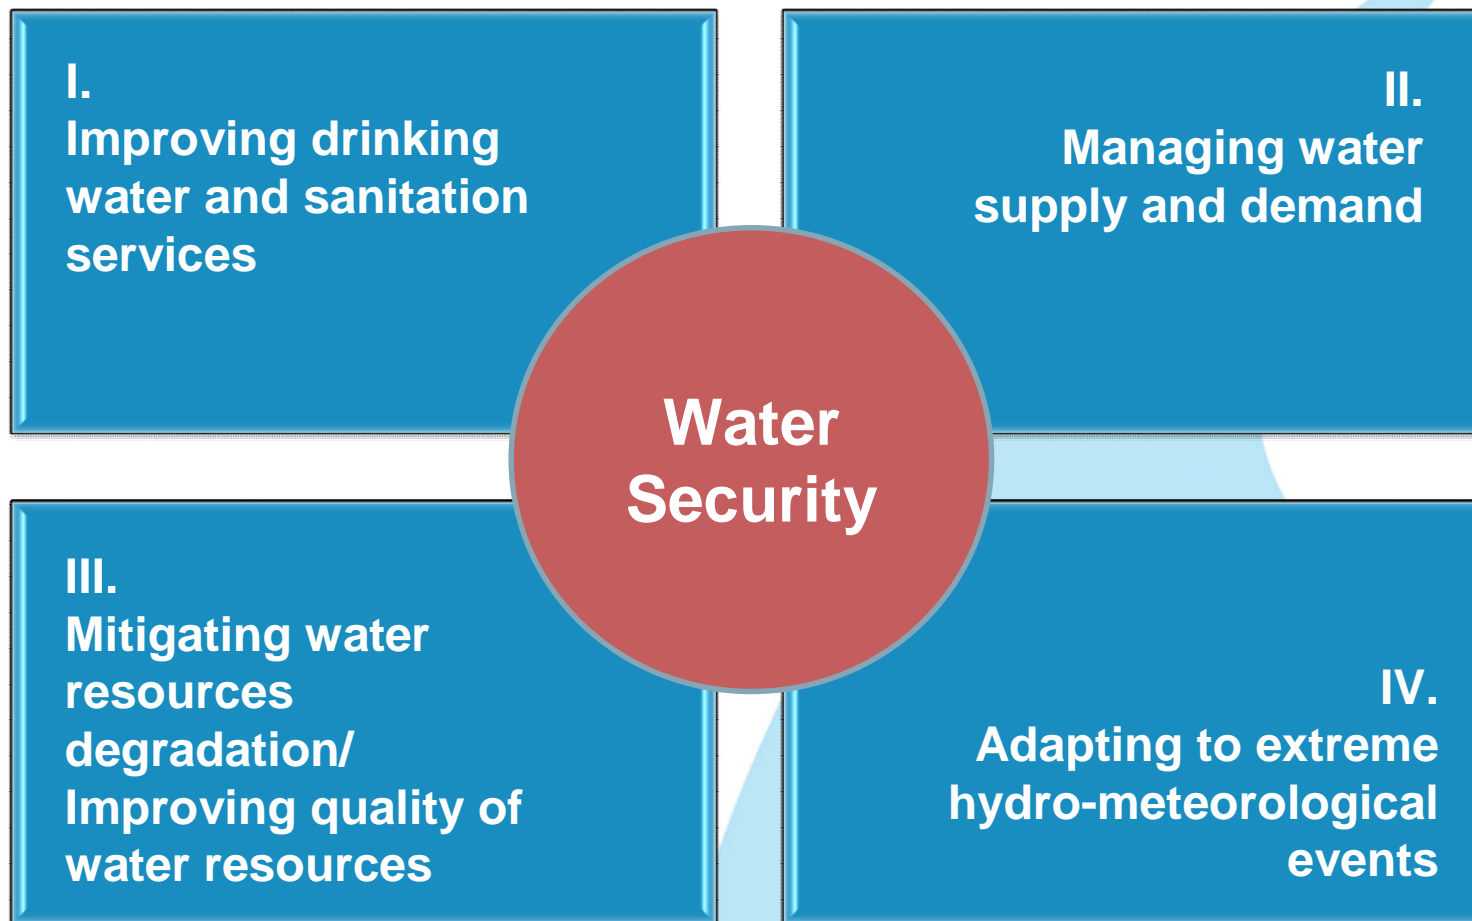 I.
Improving drinking
water and sanitation
services
II.
Managing water
supply and demand
Water
Security
III.
Mitigating water
resources
degradation/
Improving quality of
water resources
IV.
Adapting to extreme
hydro-meteorological
events